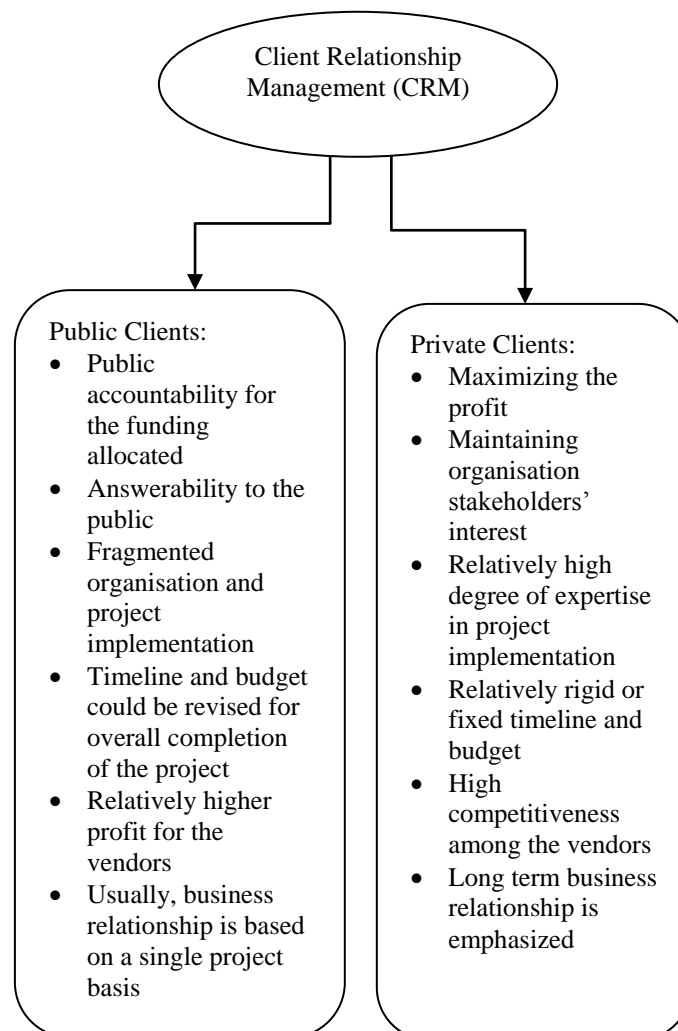 Client Relationship
Management (CRM)
Public Clients:
• Public
accountability for
the funding
allocated
• Answerability to the
public
• Fragmented
organisation and
project
implementation
• Timeline and budget
could be revised for
overall completion
of the project
• Relatively higher
profit for the
vendors
• Usually, business
relationship is based
on a single project
basis
Private Clients:
• Maximizing the
profit
• Maintaining
organisation
stakeholders’
interest
• Relatively high
degree of expertise
in project
implementation
• Relatively rigid or
fixed timeline and
budget
• High
competitiveness
among the vendors
• Long term business
relationship is
emphasized